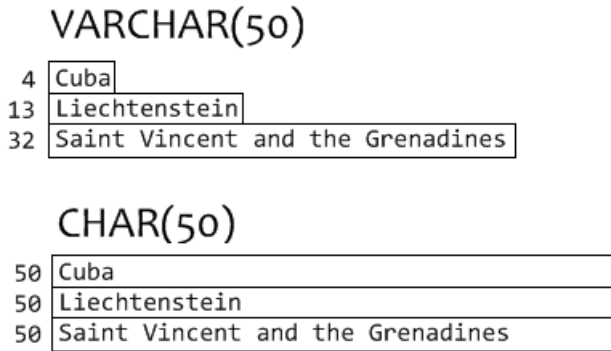 VARCHAR(50)
4 Cuba
13 Liechtenstein
32 Saint Vincent and the Grenadines
CHAR(50)
50 Cuba
50 Liechtenstein
50 Saint Vincent and the Grenadines